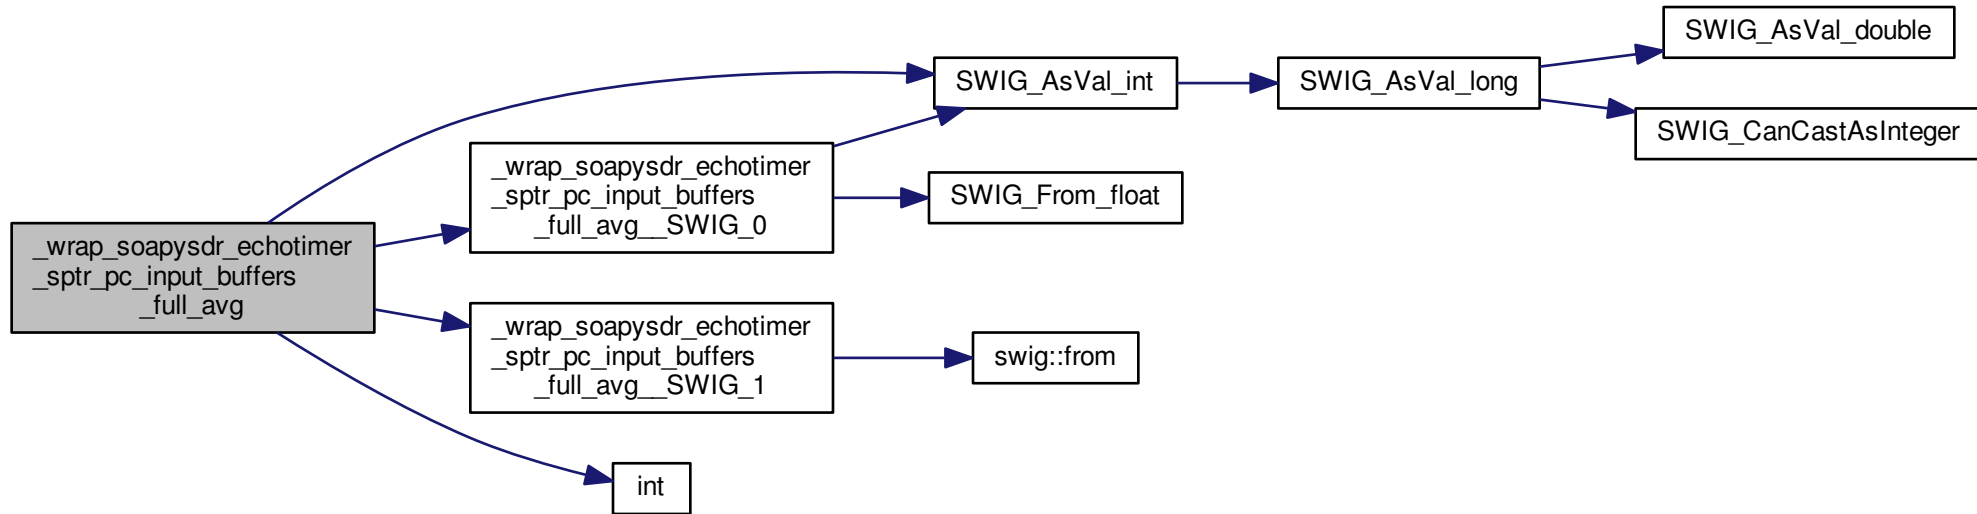 _wrap_soapysdr_echotimer
_sptr_pc_input_buffers
_full_avg
_wrap_soapysdr_echotimer
_sptr_pc_input_buffers
_full_avg__SWIG_0
_wrap_soapysdr_echotimer
_sptr_pc_input_buffers
_full_avg__SWIG_1
int
SWIG_AsVal_int
SWIG_From_float
swig::from
SWIG_AsVal_long
SWIG_AsVal_double
SWIG_CanCastAsInteger